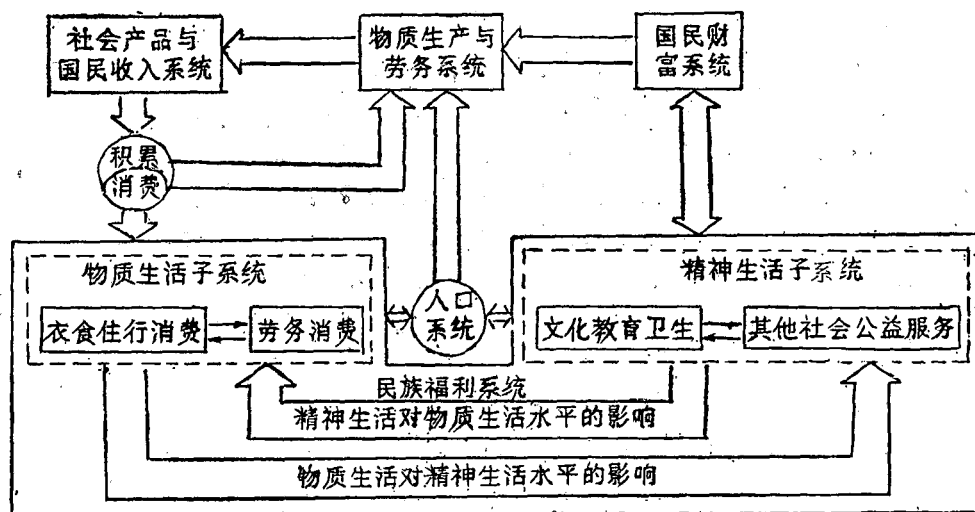 社会产品与
国民收入系统
物质生产与
劳务系统
国民财
富系统
积累
消费
物质生活子系统
精神生活子系统
人口
系统
衣食住行消费
劳务消费
文化教育卫生
其他社会公益服务
民族福利系统
精神生活对物质生活水平的影响
物质生活对精神生活水平的影响